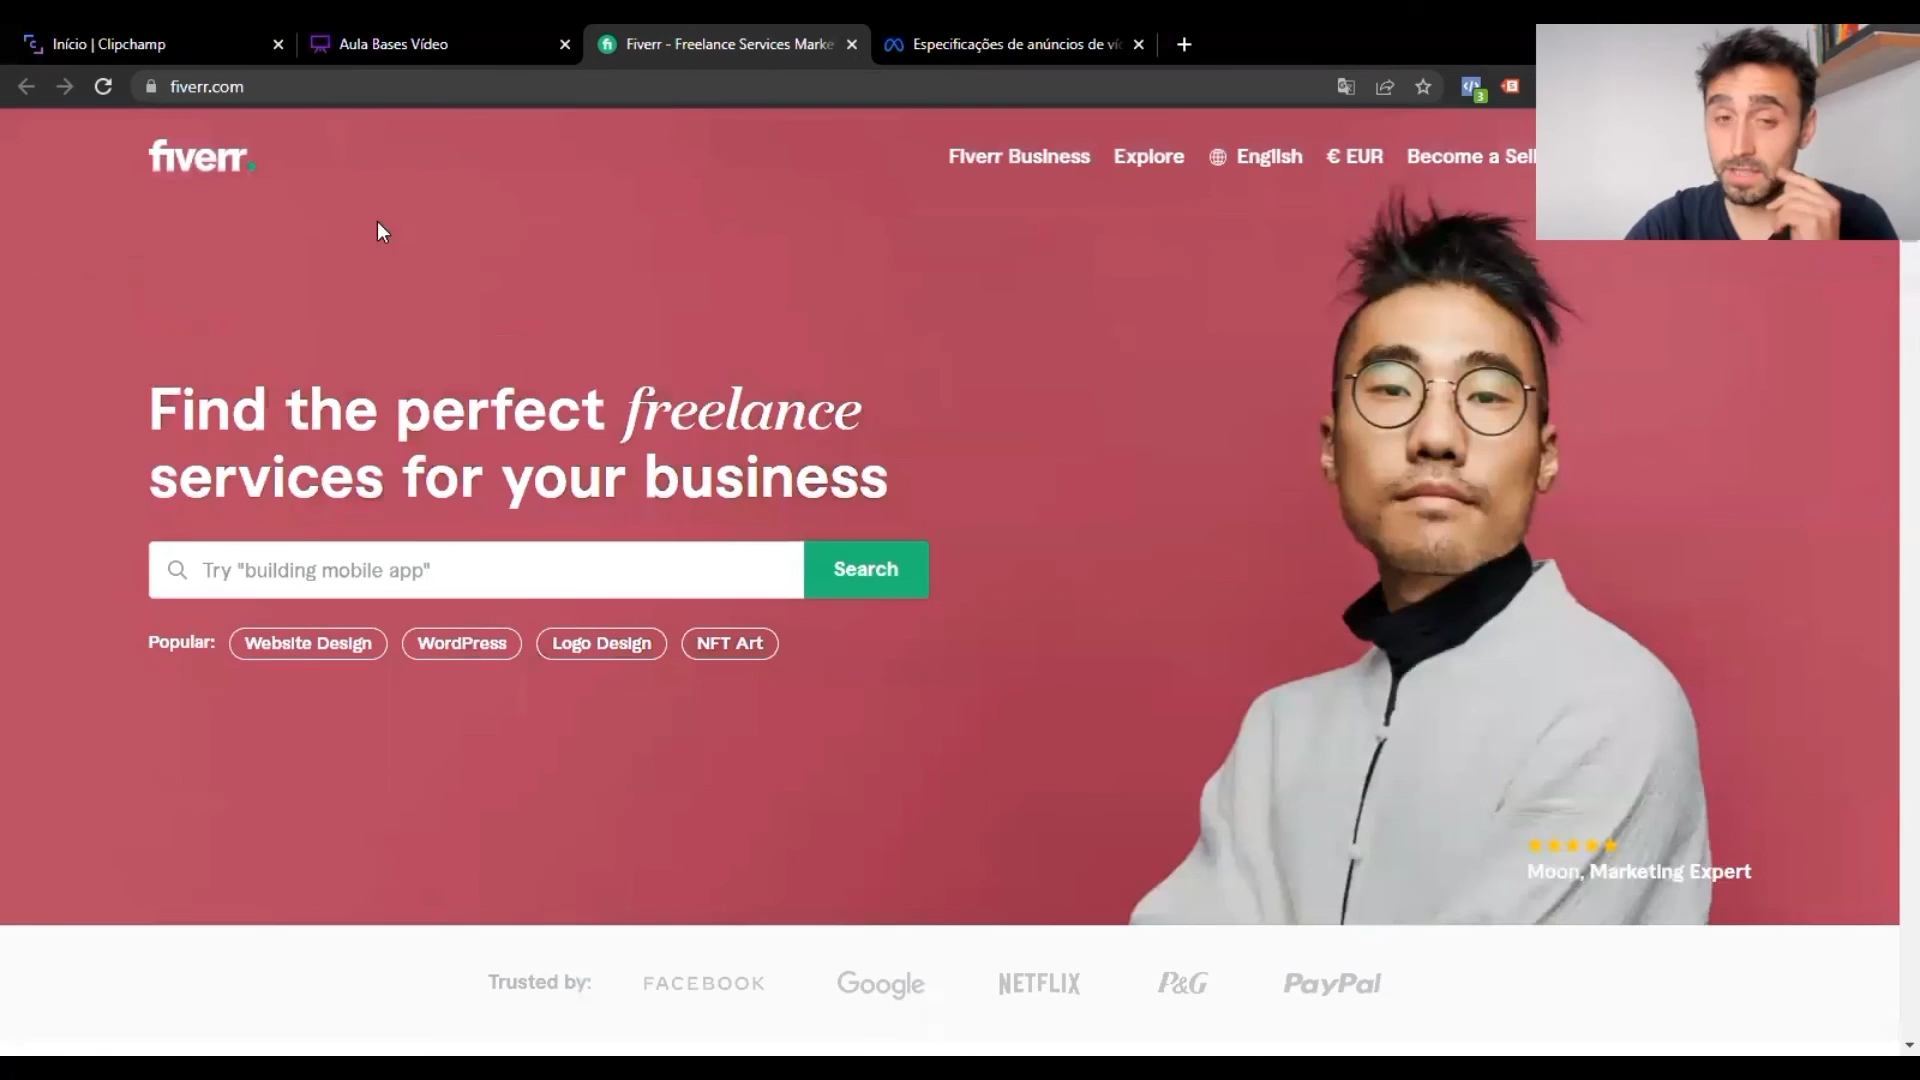 Início | Clipchamp
Aula Bases Vídeo
Fiverr - Freelance Services Marke
Especificações de anúncios de ví
fiverr.com
3
fiverr.
Fiverr Business
Explore
English
€ EUR
Become a Sell
Find the perfect freelance
services for your business
Try "building mobile app"
Search
Popular:
Website Design
WordPress
Logo Design
NFT Art
Moon, Marketing Expert
Trusted by:
FACEBOOK
Google
NETFLIX
P&G
PayPal